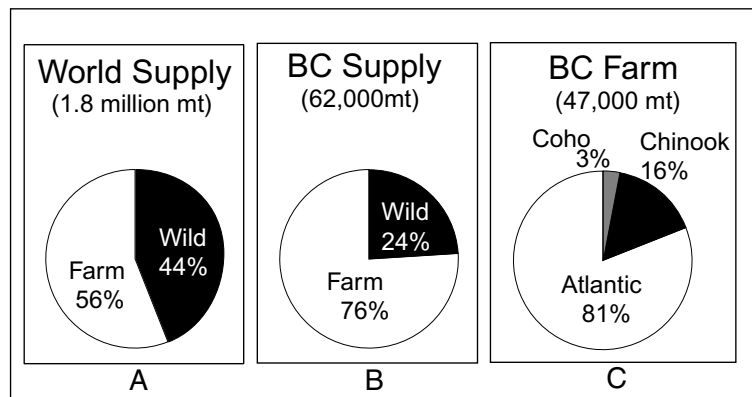 World Supply
(1.8 million mt)
Wild
44%
Farm
56%
A
BC Supply
(62,000mt)
Wild
24%
Farm
76%
B
BC Farm
(47,000 mt)
Coho
3%
Chinook
16%
Atlantic
81%
C